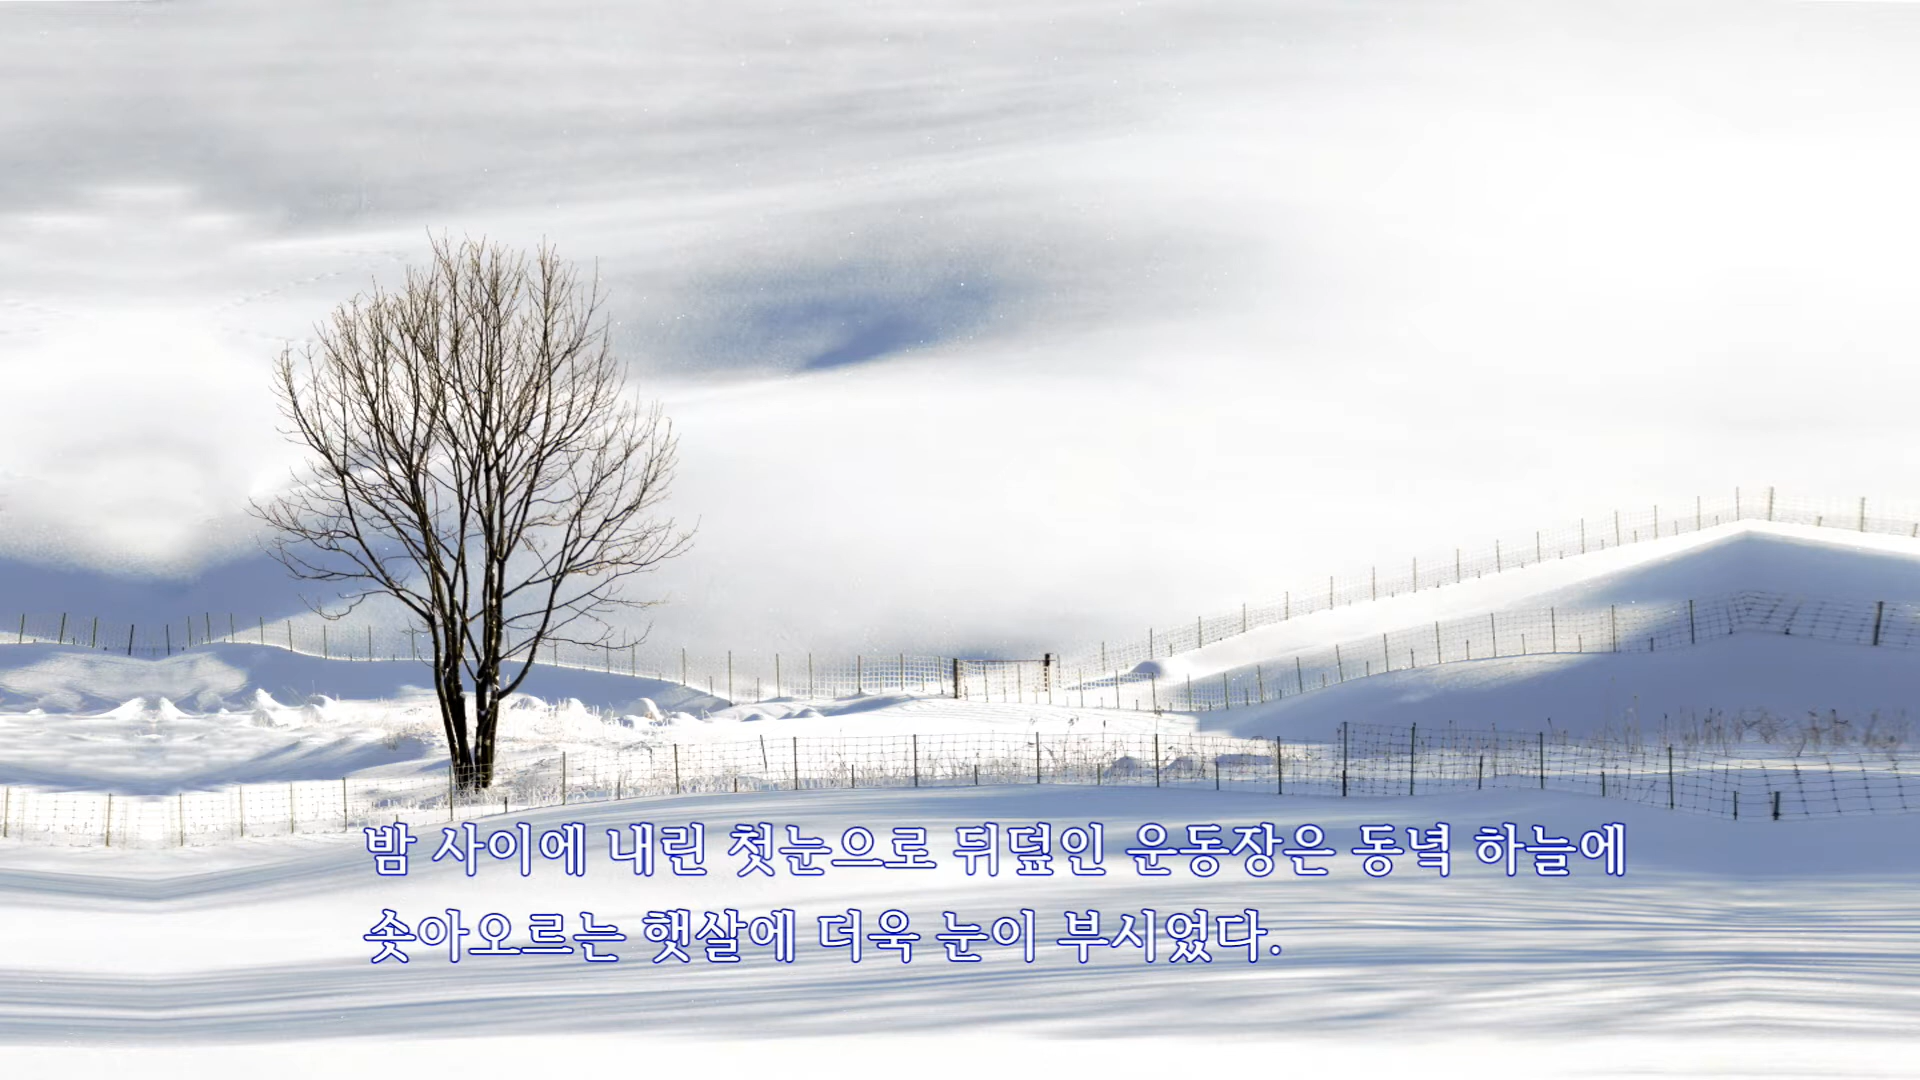 밤 사이에 내린 첫눈으로 뒤덮인 운동장은 동녘 하늘에
솟아오르는 햇살에 더욱 눈이 부시었다.